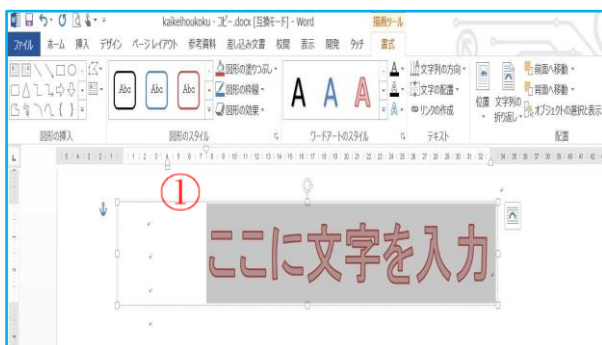 kaikeihoukoku - コピー.docx [互換モード] - Word
描画ツール
ファイル ホーム 挿入 デザイン ページレイアウト 参考資料 差し込み文書 校閲 表示 開発 タッチ 書式
Abc Abc Abc
図形の塗りつぶし
図形の枠線
図形の効果
A A A
A
A
文字列の方向
文字の配置
リンクの作成
位置 文字列の折り返し
前面へ移動
背面へ移動
オブジェクトの選択と表示
図形の挿入 図形のスタイル ワードアートのスタイル テキスト 配置
①
ここに文字を入力